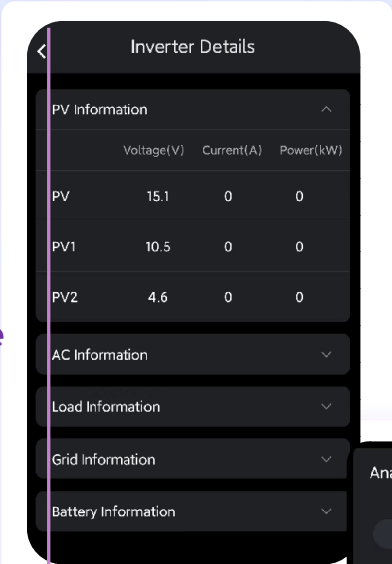 Inverter Details
PV Information
Voltage(V) Current(A) Power(kW)
PV 15.1 0 0
PV1 10.5 0 0
PV2 4.6 0 0
AC Information
Load Information
Grid Information
Battery Information